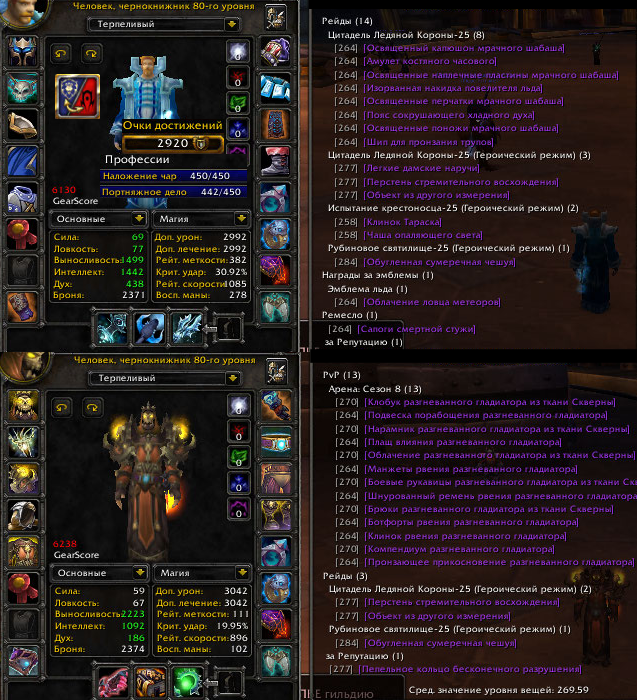 Человек, чернокнижник 80-го уровня
Терпеливый
0
0
0
0
0
Очки достижений
2920
Профессии
Наложение чар 450/450
Портняжное дело 442/450
6130
GearScore
Основные
Магия
Сила: 69
Ловкость: 77
Выносливость:1499
Интеллект: 1442
Дух: 438
Броня: 2371
Доп. урон: 2992
Доп. лечение: 2992
Рейт. меткости: 382
Крит. удар: 30.92%
Рейт. скорости:1085
Восп. маны: 278
Рейды (14)
Цитадель Ледяной Короны-25 (8)
[264] [Освященный капюшон мрачного шабаша]
[264] [Амулет костяного часового]
[264] [Освященные наплечные пластины мрачного шабаша]
[264] [Изорванная накидка повелителя льда]
[264] [Освященные перчатки мрачного шабаша]
[264] [Пояс сокрушающего хладного духа]
[264] [Освященные поножи мрачного шабаша]
[264] [Шип для пронзания трупов]
Цитадель Ледяной Короны-25 (Героический режим) (3)
[277] [Легкие дамские наручи]
[277] [Перстень стремительного восхождения]
[277] [Объект из другого измерения]
Испытание крестоносца-25 (Героический режим) (2)
[258] [Клинок Тараска]
[258] [Чаша опаляющего света]
Рубиновое святилище-25 (Героический режим) (1)
[284] [Обугленная сумеречная чешуя]
Награды за эмблемы (1)
Эмблема льда (1)
[264] [Облачение ловца метеоров]
Ремесло (1)
[264] [Сапоги смертной стужи]
за Репутацию (1)
Человек, чернокнижник 80-го уровня
Терпеливый
0
0
0
0
0
6238
GearScore
Основные
Магия
Сила: 59
Ловкость: 67
Выносливость:2223
Интеллект: 1092
Дух: 186
Броня: 2374
Доп. урон: 3042
Доп. лечение: 3042
Рейт. меткости: 111
Крит. удар: 19.95%
Рейт. скорости:896
Восп. маны: 102
PvP (13)
Арена: Сезон 8 (13)
[270] [Клобук разгневанного гладиатора из ткани Скверны]
[264] [Подвеска порабощения разгневанного гладиатора]
[270] [Нарамник разгневанного гладиатора из ткани Скверны]
[264] [Плащ влияния разгневанного гладиатора]
[270] [Облачение разгневанного гладиатора из ткани Скверны]
[264] [Манжеты рвения разгневанного гладиатора]
[270] [Боевые рукавицы разгневанного гладиатора из ткани Скв
[264] [Шнурованный ремень рвения разгневанного гладиатора
[270] [Брюки разгневанного гладиатора из ткани Скверны]
[264] [Ботфорты рвения разгневанного гладиатора]
[264] [Клинок рвения разгневанного гладиатора]
[270] [Компендиум разгневанного гладиатора]
[264] [Пронзающее прикосновение разгневанного гладиатора]
Рейды (3)
Цитадель Ледяной Короны-25 (Героический режим) (2)
[277] [Перстень стремительного восхождения]
[277] [Объект из другого измерения]
Рубиновое святилище-25 (Героический режим) (1)
[284] [Обугленная сумеречная чешуя]
за Репутацию (1)
[277] [Пепельное кольцо бесконечного разрушения]
Сред. значение уровня вещей: 269.59
ПКЕ гильдию